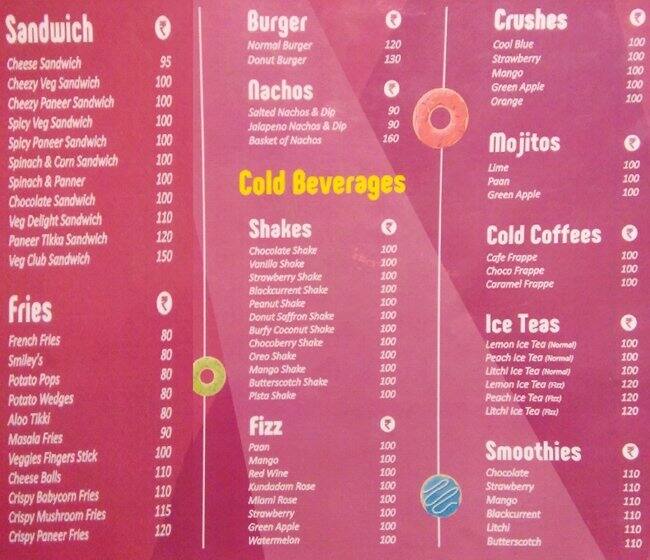 Sandwich ₹
Cheese Sandwich 95
Cheezy Veg Sandwich 100
Cheezy Paneer Sandwich 100
Spicy Veg Sandwich 100
Spicy Paneer Sandwich 100
Spinach & Corn Sandwich 100
Spinach & Panner 100
Chocolate Sandwich 100
Veg Delight Sandwich 110
Paneer Tikka Sandwich 120
Veg Club Sandwich 150
Fries ₹
French Fries 80
Smiley's 80
Potato Pops 80
Potato Wedges 80
Aloo Tikki 80
Masala Fries 90
Veggies Fingers Stick 100
Cheese Balls 110
Crispy Babycorn Fries 110
Crispy Mushroom Fries 115
Crispy Paneer Fries 120
Burger ₹
Normal Burger 120
Donut Burger 130
Nachos ₹
Salted Nachos & Dip 90
Jalapeno Nachos & Dip 90
Basket of Nachos 160
Cold Beverages
Shakes ₹
Chocolate Shake 100
Vanilla Shake 100
Strawberry Shake 100
Blackcurrent Shake 100
Peanut Shake 100
Donut Saffron Shake 100
Burfy Coconut Shake 100
Chocoberry Shake 100
Oreo Shake 100
Mango Shake 100
Butterscotch Shake 100
Pista Shake 100
Fizz ₹
Paan 100
Mango 100
Red Wine 100
Kundadam Rose 100
Miami Rose 100
Strawberry 100
Green Apple 100
Watermelon 100
Crushes ₹
Cool Blue 100
Strawberry 100
Mango 100
Green Apple 100
Orange 100
Mojitos ₹
Lime 100
Paan 100
Green Apple 100
Cold Coffees ₹
Cafe Frappe 100
Choco Frappe 100
Caramel Frappe 100
Ice Teas ₹
Lemon Ice Tea (Normal) 100
Peach Ice Tea (Normal) 100
Litchi Ice Tea (Normal) 100
Lemon Ice Tea (Fizz) 120
Peach Ice Tea (Fizz) 120
Litchi Ice Tea (Fizz) 120
Smoothies ₹
Chocolate 110
Strawberry 110
Mango 110
Blackcurrent 110
Litchi 110
Butterscotch 110